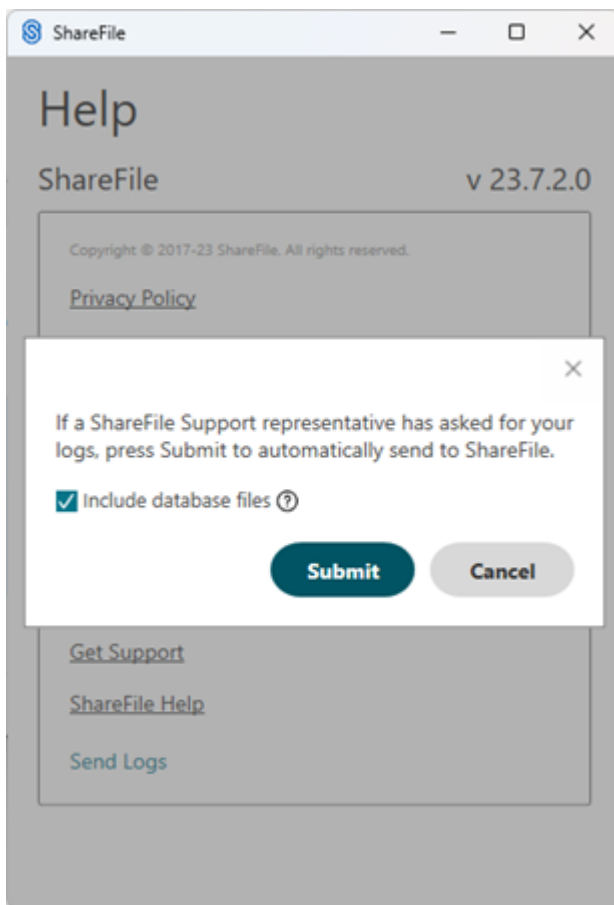 ShareFile
Help
ShareFile v 23.7.2.0
Copyright © 2017-23 ShareFile. All rights reserved.
Privacy Policy
If a ShareFile Support representative has asked for your
logs, press Submit to automatically send to ShareFile.
Include database files
Submit Cancel
Get Support
ShareFile Help
Send Logs